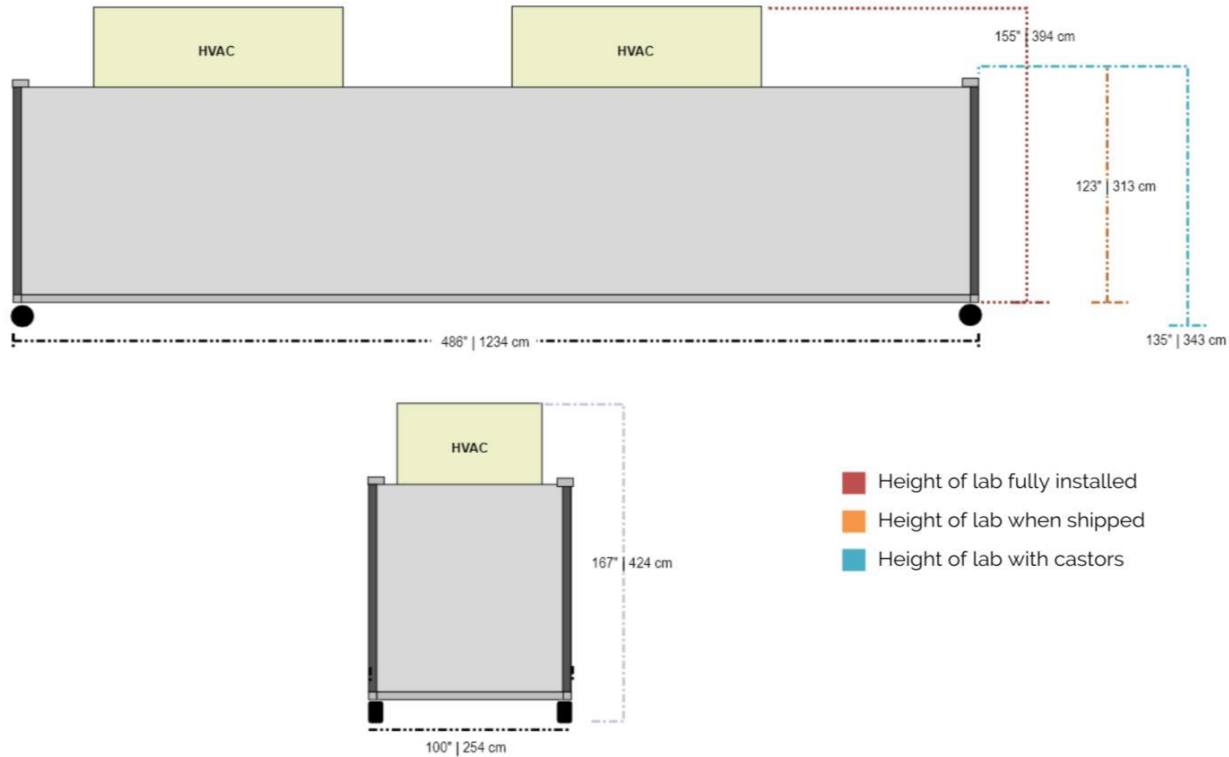 HVAC
HVAC
155" | 394 cm
123" | 313 cm
135" | 343 cm
486" | 1234 cm
HVAC
167" | 424 cm
100" | 254 cm
Height of lab fully installed
Height of lab when shipped
Height of lab with castors